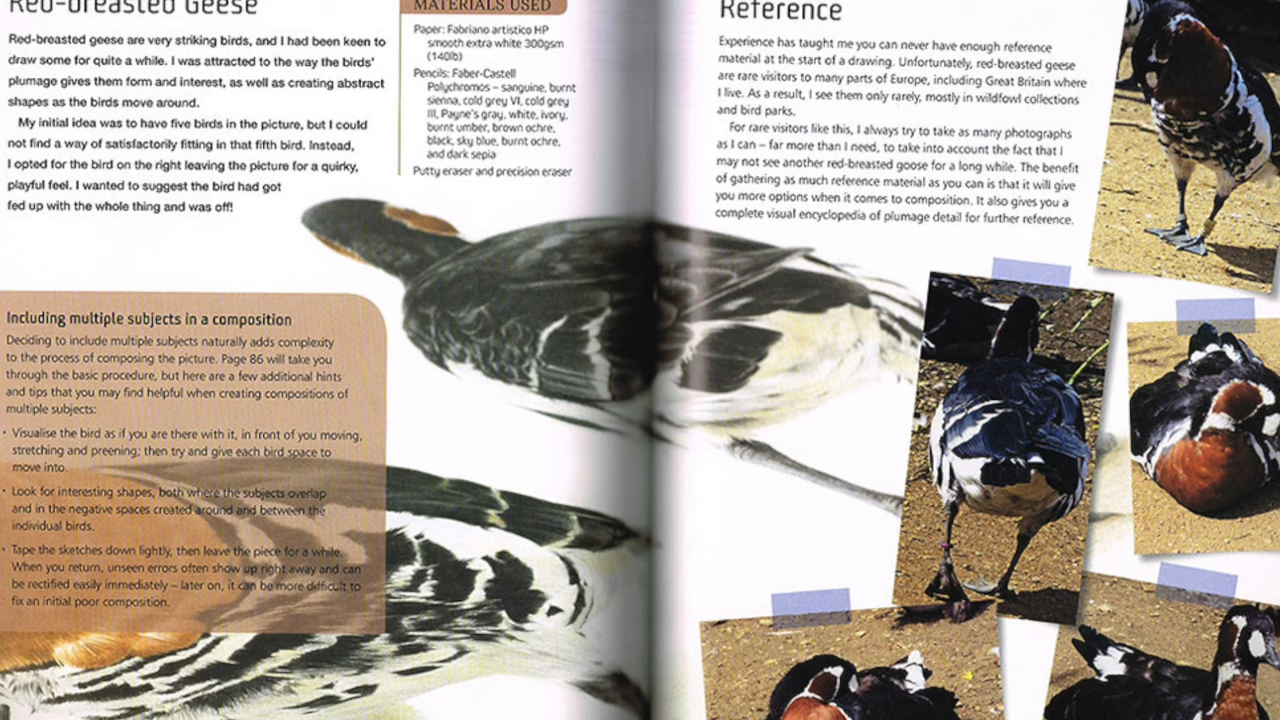 Red-breasted Geese
Red-breasted geese are very striking birds, and I had been keen to
draw some for quite a while. I was attracted to the way the birds'
plumage gives them form and interest, as well as creating abstract
shapes as the birds move around.
My initial idea was to have five birds in the picture, but I could
not find a way of satisfactorily fitting in that fifth bird. Instead,
I opted for the bird on the right leaving the picture for a quirky,
playful feel. I wanted to suggest the bird had got
fed up with the whole thing and was off!
MATERIALS USED
Paper: Fabriano artistico HP
smooth extra white 300gsm
(140lb)
Pencils: Faber-Castell
Polychromos – sanguine, burnt
sienna, cold grey VI, cold grey
III, Payne's gray, white, ivory,
burnt umber, brown ochre,
black, sky blue, burnt ochre,
and dark sepia
Putty eraser and precision eraser
Including multiple subjects in a composition
Deciding to include multiple subjects naturally adds complexity
to the process of composing the picture. Page 86 will take you
through the basic procedure, but here are a few additional hints
and tips that you may find helpful when creating compositions of
multiple subjects:
· Visualise the bird as if you are there with it, in front of you moving,
stretching and preening; then try and give each bird space to
move into.
· Look for interesting shapes, both where the subjects overlap
and in the negative spaces created around and between the
individual birds.
· Tape the sketches down lightly, then leave the piece for a while.
When you return, unseen errors often show up right away and can
be rectified easily immediately – later on, it can be more difficult to
fix an initial poor composition.
Reference
Experience has taught me you can never have enough reference
material at the start of a drawing. Unfortunately, red-breasted geese
are rare visitors to many parts of Europe, including Great Britain where
I live. As a result, I see them only rarely, mostly in wildfowl collections
and bird parks.
For rare visitors like this, I always try to take as many photographs
as I can – far more than I need, to take into account the fact that I
may not see another red-breasted goose for a long while. The benefit
of gathering as much reference material as you can is that it will give
you more options when it comes to composition. It also gives you a
complete visual encyclopedia of plumage detail for further reference.